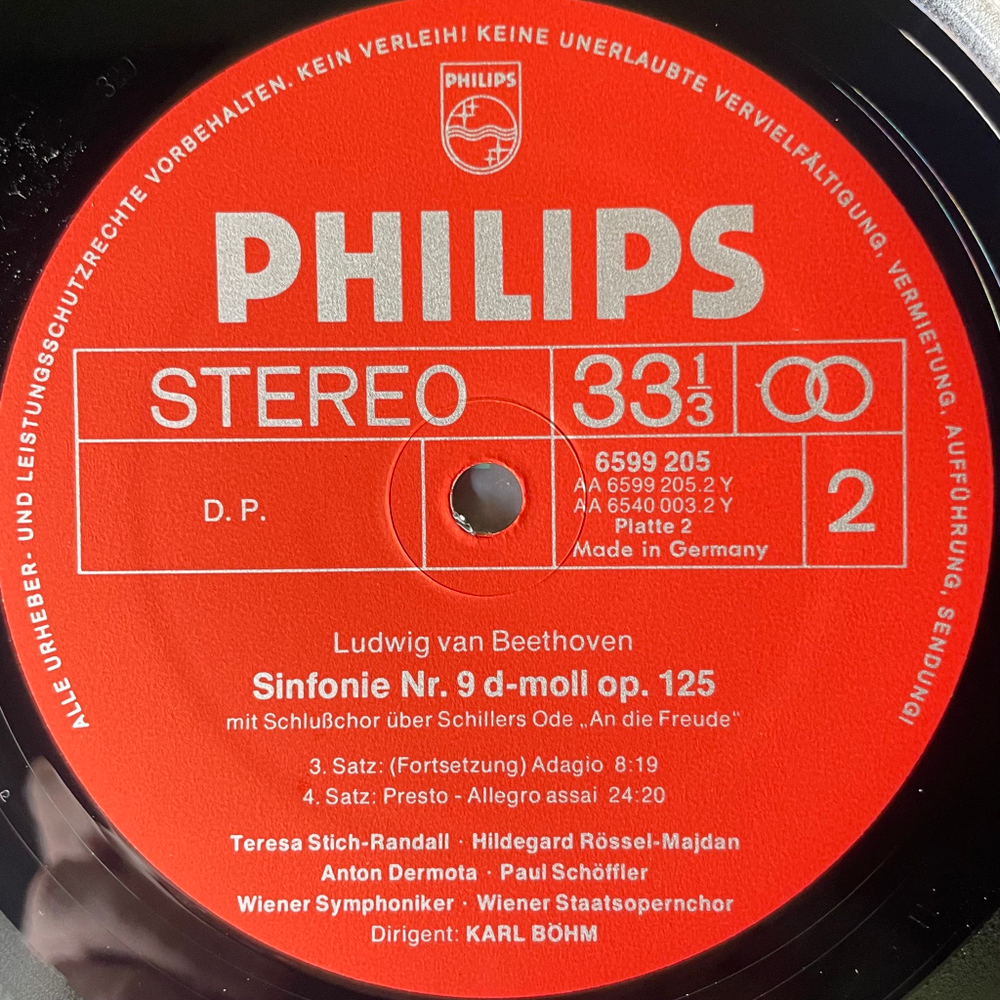 ALLE URHEBER- UND LEISTUNGSSCHUTZRECHTE VORBEHALTEN. KEIN VERLEIH! KEINE UNERLAUBTE VERVIELFÄLTIGUNG, VERMIETUNG, AUFFÜHRUNG, SENDUNG!
PHILIPS
PHILIPS
STEREO
33 1/3
6599 205
AA 6599 205.2 Y
AA 6540 003.2 Y
Platte 2
Made in Germany
2
D. P.
Ludwig van Beethoven
Sinfonie Nr. 9 d-moll op. 125
mit Schlußchor über Schillers Ode „An die Freude“
3. Satz: (Fortsetzung) Adagio 8:19
4. Satz: Presto - Allegro assai 24:20
Teresa Stich-Randall · Hildegard Rössel-Majdan
Anton Dermota · Paul Schöffler
Wiener Symphoniker · Wiener Staatsopernchor
Dirigent: KARL BÖHM